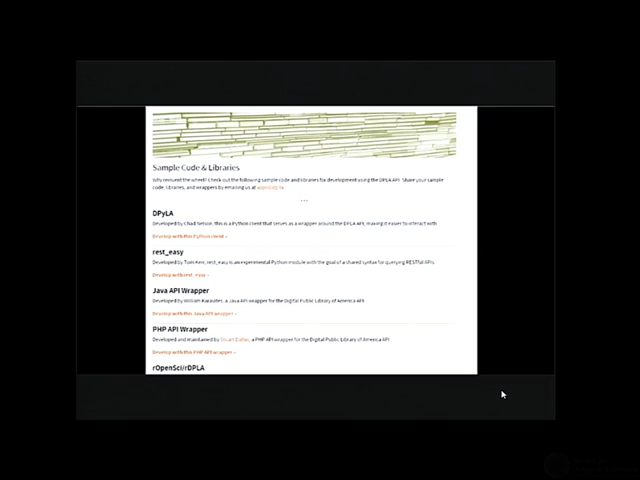 Sample Code & Libraries
Why reinvent the wheel? Check out the following sample code and libraries for development using the DPLA API. Share your sample
code, libraries, and wrappers by emailing us at
DPyLA
Developed by Chad Nelson, this is a Python client that serves as a wrapper around the DPLA API, making it easier to interact with.
Develop with this Python client »
rest_easy
Developed by Tom, rest_easy is an experimental Python module with the goal of a shared syntax for querying RESTful APIs.
Develop with rest_easy »
Java API Wrapper
Developed by William, a Java API wrapper for the Digital Public Library of America API
Develop with this Java API wrapper »
PHP API Wrapper
Developed and maintained by Stuart, a PHP API wrapper for the Digital Public Library of America API
Develop with this PHP API wrapper »
rOpenSci/rDPLA